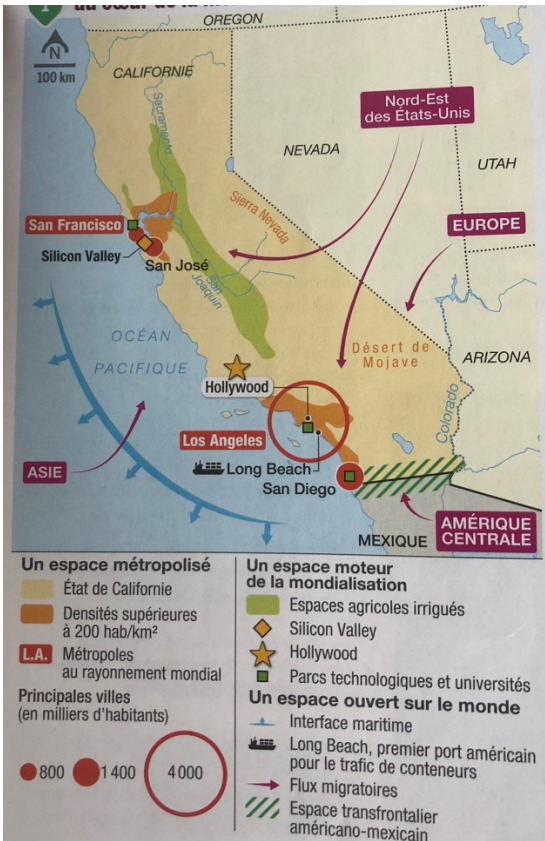 1
au cœur de la
OREGON
N
100 km
CALIFORNIE
Sacramento
Nord-Est
des États-Unis
NEVADA
UTAH
Sierra Nevada
San Francisco
EUROPE
Silicon Valley
San José
San
Joaquin
OCÉAN
PACIFIQUE
Désert de
Mojave
ARIZONA
Hollywood
Colorado
Los Angeles
ASIE
Long Beach
San Diego
AMÉRIQUE
CENTRALE
MEXIQUE
Un espace métropolisé
État de Californie
Densités supérieures
à 200 hab/km²
L.A. Métropoles
au rayonnement mondial
Principales villes
(en milliers d'habitants)
800 1 400 4 000
Un espace moteur
de la mondialisation
Espaces agricoles irrigués
Silicon Valley
Hollywood
Parcs technologiques et universités
Un espace ouvert sur le monde
Interface maritime
Long Beach, premier port américain
pour le trafic de conteneurs
Flux migratoires
Espace transfrontalier
américano-mexicain